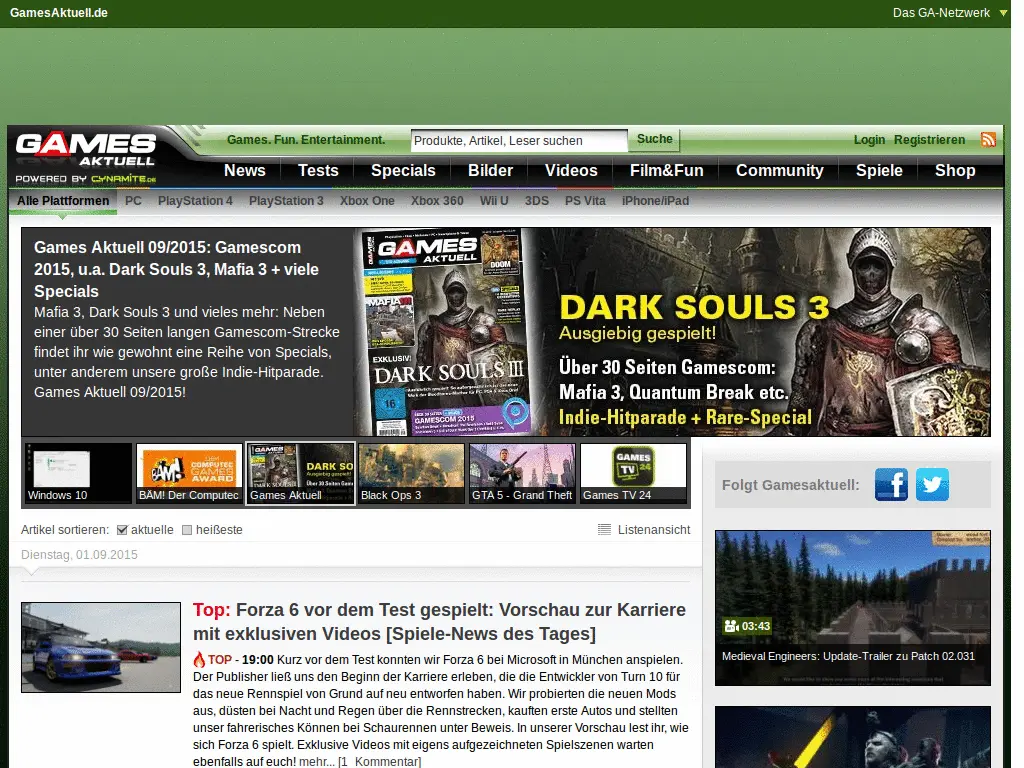 GamesAktuell.de
Das GA-Netzwerk
GAMES
AKTUELL
POWERED BY CYNAMITE.DE
Games. Fun. Entertainment.
Produkte, Artikel, Leser suchen
Suche
Login Registrieren
News Tests Specials Bilder Videos Film&Fun Community Spiele Shop
Alle Plattformen PC PlayStation 4 PlayStation 3 Xbox One Xbox 360 Wii U 3DS PS Vita iPhone/iPad
Games Aktuell 09/2015: Gamescom
2015, u.a. Dark Souls 3, Mafia 3 + viele
Specials
Mafia 3, Dark Souls 3 und vieles mehr: Neben
einer über 30 Seiten langen Gamescom-Strecke
findet ihr wie gewohnt eine Reihe von Specials,
unter anderem unsere große Indie-Hitparade.
Games Aktuell 09/2015!
GAMES
AKTUELL
DOOM
MAFIA III
EXKLUSIV:
DARK SOULS III
16
GAMESCOM 2015
DARK SOULS 3
Ausgiebig gespielt!
Über 30 Seiten Gamescom:
Mafia 3, Quantum Break etc.
Indie-Hitparade + Rare-Special
Windows 10
BÄM! Der Computec
Games Aktuell
Black Ops 3
GTA 5 - Grand Theft
Games TV 24
BÄM!
COMPUTEC
GAMES
AWARD
DARK SO
GAMES
TV 24
Folge Gamesaktuell:
Artikel sortieren: aktuelle heißeste
Listenansicht
Dienstag, 01.09.2015
Top: Forza 6 vor dem Test gespielt: Vorschau zur Karriere
mit exklusiven Videos [Spiele-News des Tages]
TOP - 19:00 Kurz vor dem Test konnten wir Forza 6 bei Microsoft in München anspielen.
Der Publisher ließ uns den Beginn der Karriere erleben, die die Entwickler von Turn 10 für
das neue Rennspiel von Grund auf neu entworfen haben. Wir probierten die neuen Mods
aus, düsten bei Nacht und Regen über die Rennstrecken, kauften erste Autos und stellten
unser fahrerisches Können bei Schaurennen unter Beweis. In unserer Vorschau lest ihr, wie
sich Forza 6 spielt. Exklusive Videos mit eigens aufgezeichneten Spielszenen warten
ebenfalls auf euch! mehr... [1 Kommentar]
03:43
Medieval Engineers: Update-Trailer zu Patch 02.031